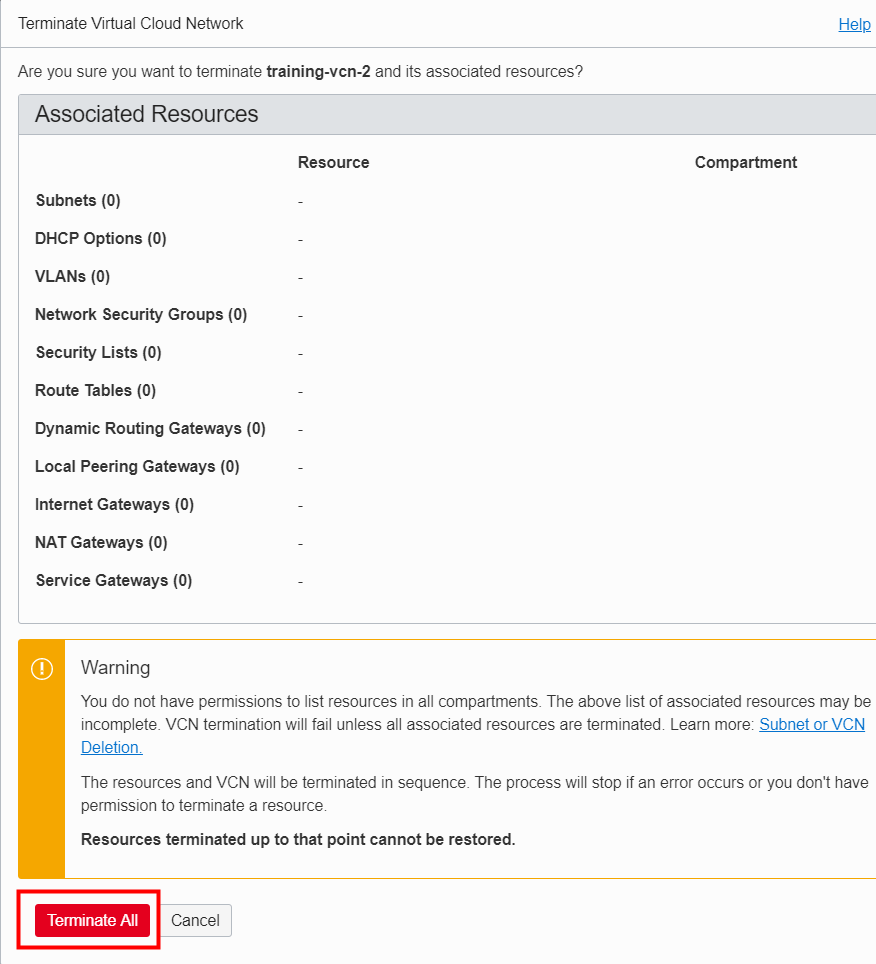 Terminate Virtual Cloud Network
Help
Are you sure you want to terminate training-vcn-2 and its associated resources?
Associated Resources
Resource Compartment
Subnets (0) -
DHCP Options (0) -
VLANs (0) -
Network Security Groups (0) -
Security Lists (0) -
Route Tables (0) -
Dynamic Routing Gateways (0) -
Local Peering Gateways (0) -
Internet Gateways (0) -
NAT Gateways (0) -
Service Gateways (0) -
Warning
You do not have permissions to list resources in all compartments. The above list of associated resources may be
incomplete. VCN termination will fail unless all associated resources are terminated. Learn more: Subnet or VCN
Deletion.
The resources and VCN will be terminated in sequence. The process will stop if an error occurs or you don't have
permission to terminate a resource.
Resources terminated up to that point cannot be restored.
Terminate All Cancel